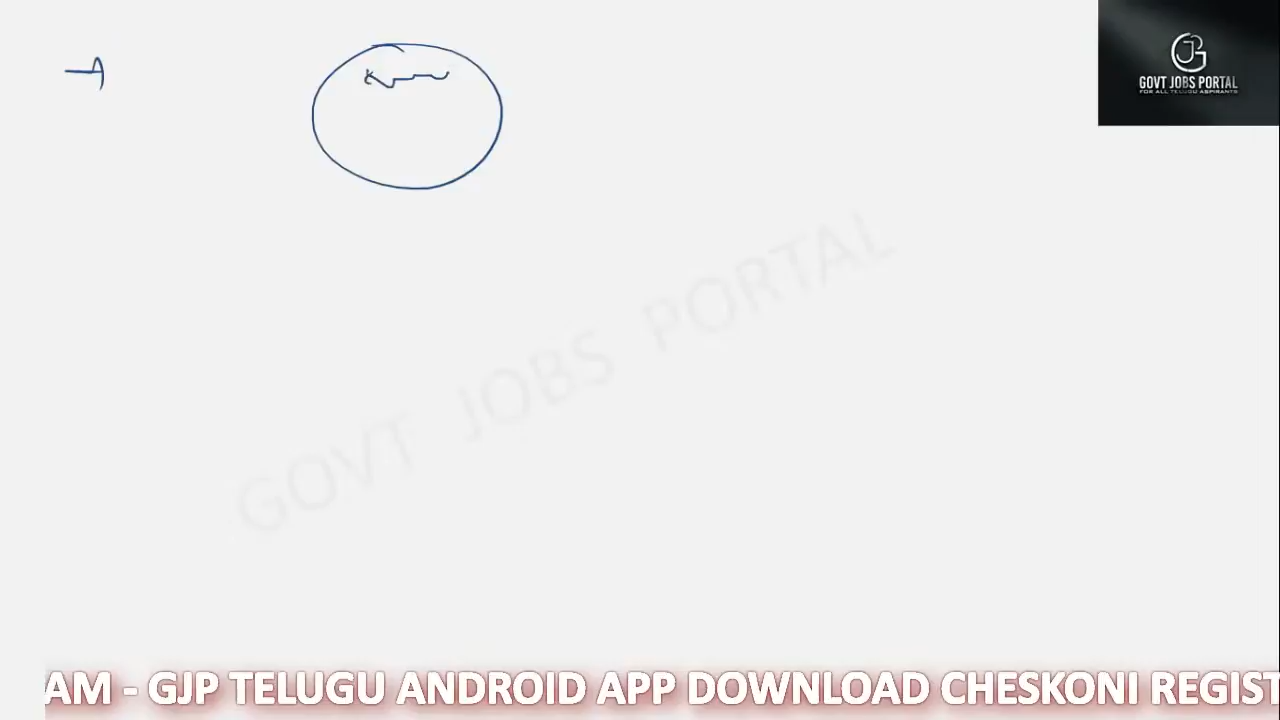 GOVT JOBS PORTAL
FOR ALL TELUGU ASPIRANTS
GOVT JOBS PORTAL
AM - GJP TELUGU ANDROID APP DOWNLOAD CHESKONI REGIST